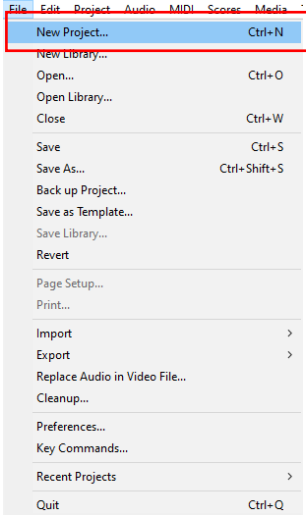 File Edit Project Audio MIDI Scores Media
New Project... Ctrl+N
New Library...
Open... Ctrl+O
Open Library...
Close Ctrl+W
Save Ctrl+S
Save As... Ctrl+Shift+S
Back up Project...
Save as Template...
Save Library...
Revert
Page Setup...
Print...
Import >
Export >
Replace Audio in Video File...
Cleanup...
Preferences...
Key Commands...
Recent Projects >
Quit Ctrl+Q